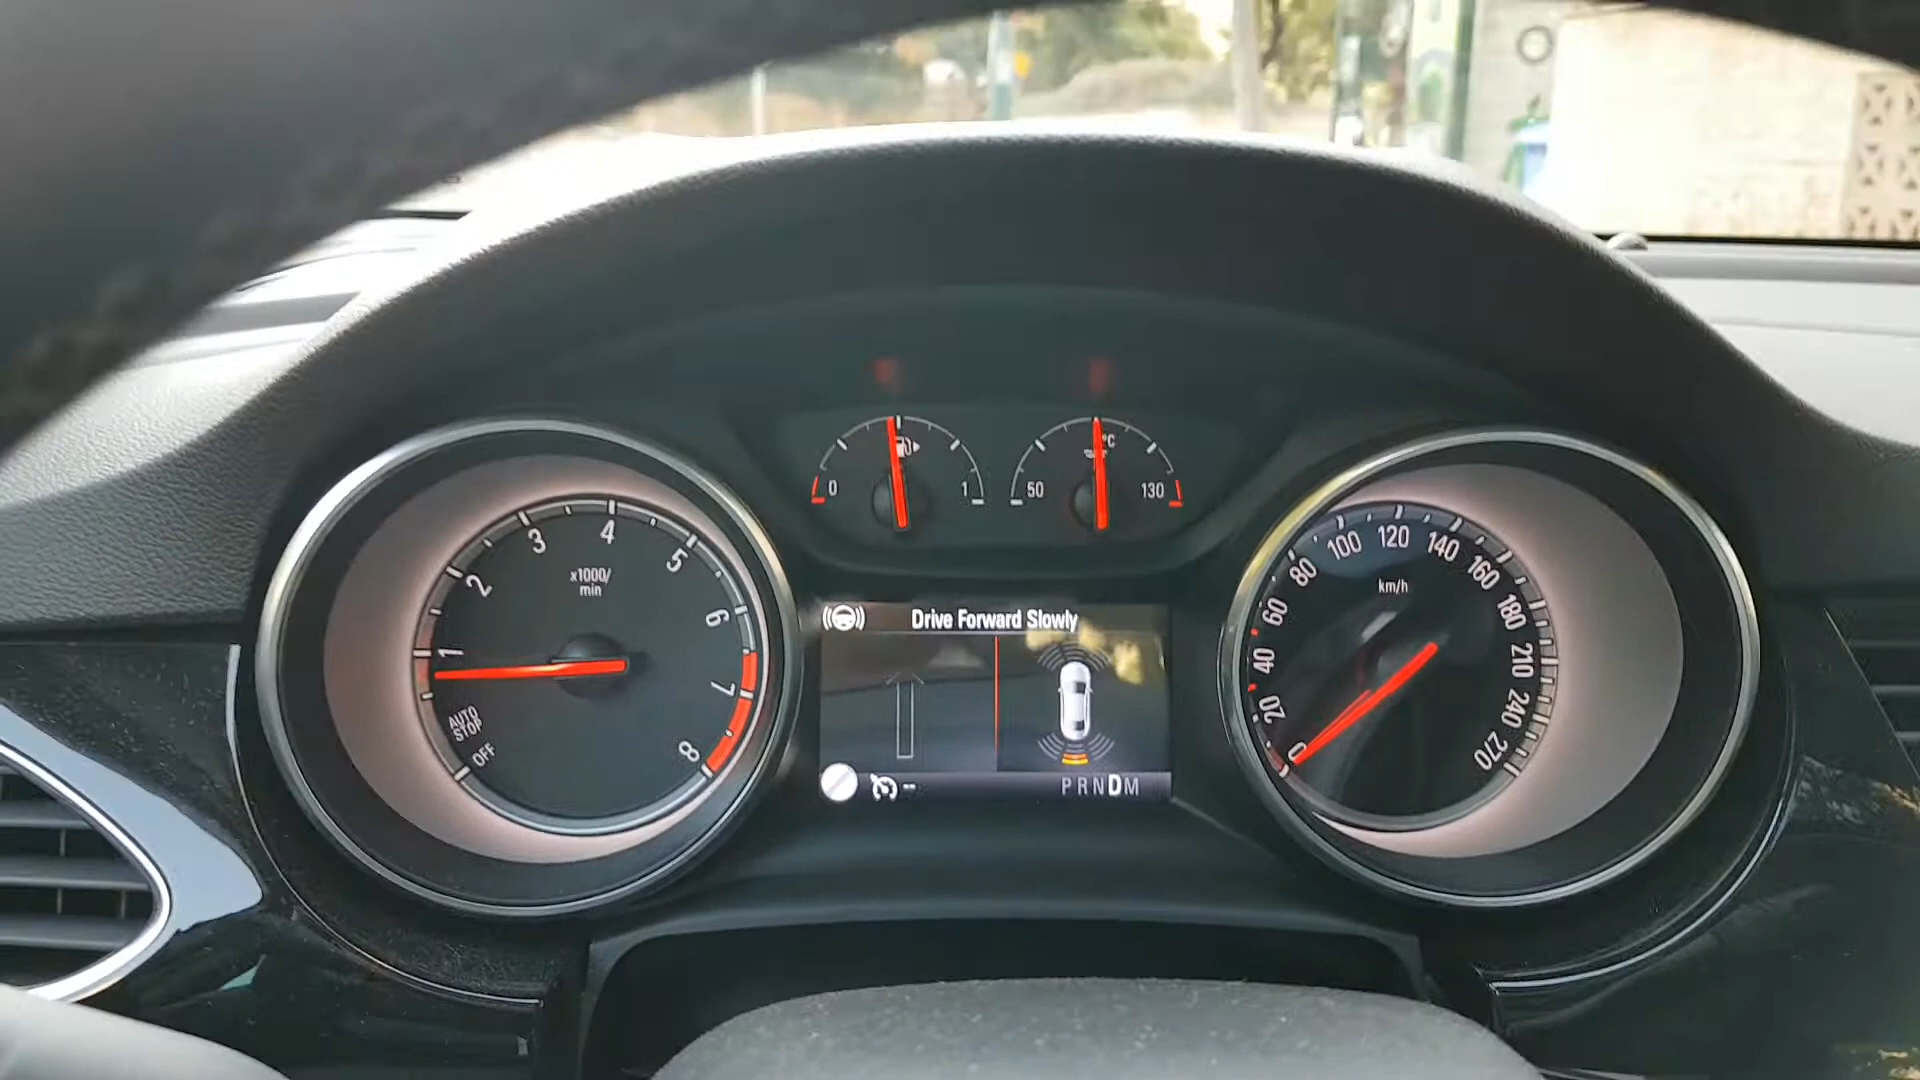 0 1
°C
50 130
1 2 3 4 5 6 7 8
x1000/
min
AUTO
STOP
OFF
Drive Forward Slowly
--
PRNDM
0 20 40 60 80 100 120 140 160 180 210 240 270
km/h